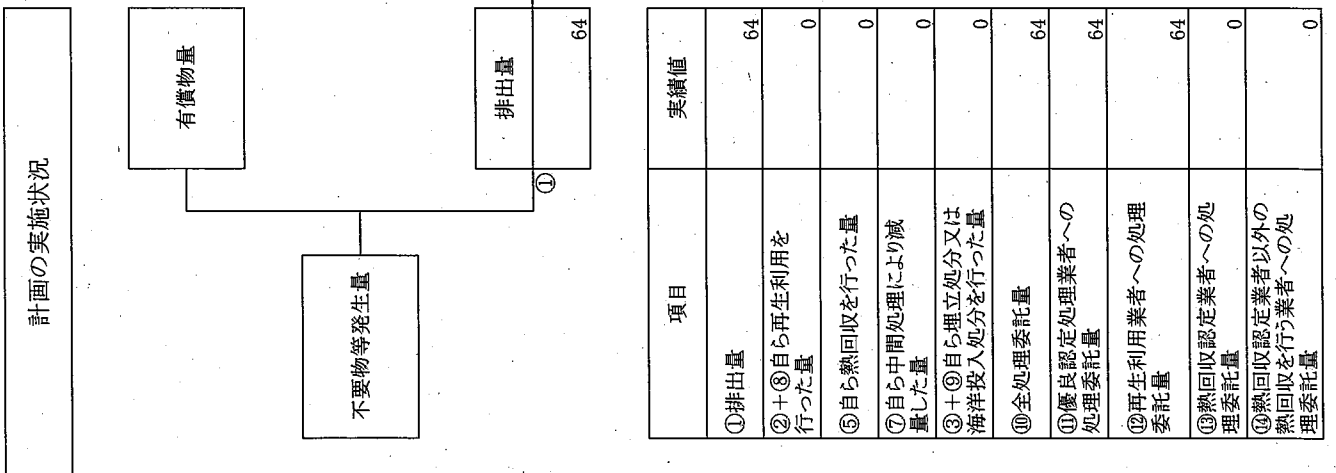 計画の実施状況
有償物量
不要物等発生量
排出量
①
64
項目
実績値
①排出量
64
②+⑧自ら再生利用を
行った量
0
⑤自ら熱回収を行った量
0
⑦自ら中間処理により減
量した量
0
③+⑨自ら埋立処分又は
海洋投入処分を行った量
0
⑩全処理委託量
64
⑪優良認定処理業者への
処理委託量
64
⑫再生利用業者への処理
委託量
64
⑬熱回収認定業者への処
理委託量
0
⑭熱回収認定業者以外の
熱回収を行う業者への処
理委託量
0